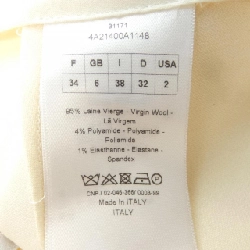 31171
4A21400A1148
F GB I D USA
34 6 38 32 2
95% Laine Vierge - Virgin Wool -
Lã Virgem
4% Polyamide - Polyamide -
Poliamida
1% Elasthanne - Elastane -
Spandex
Made In ITALY
ITALY